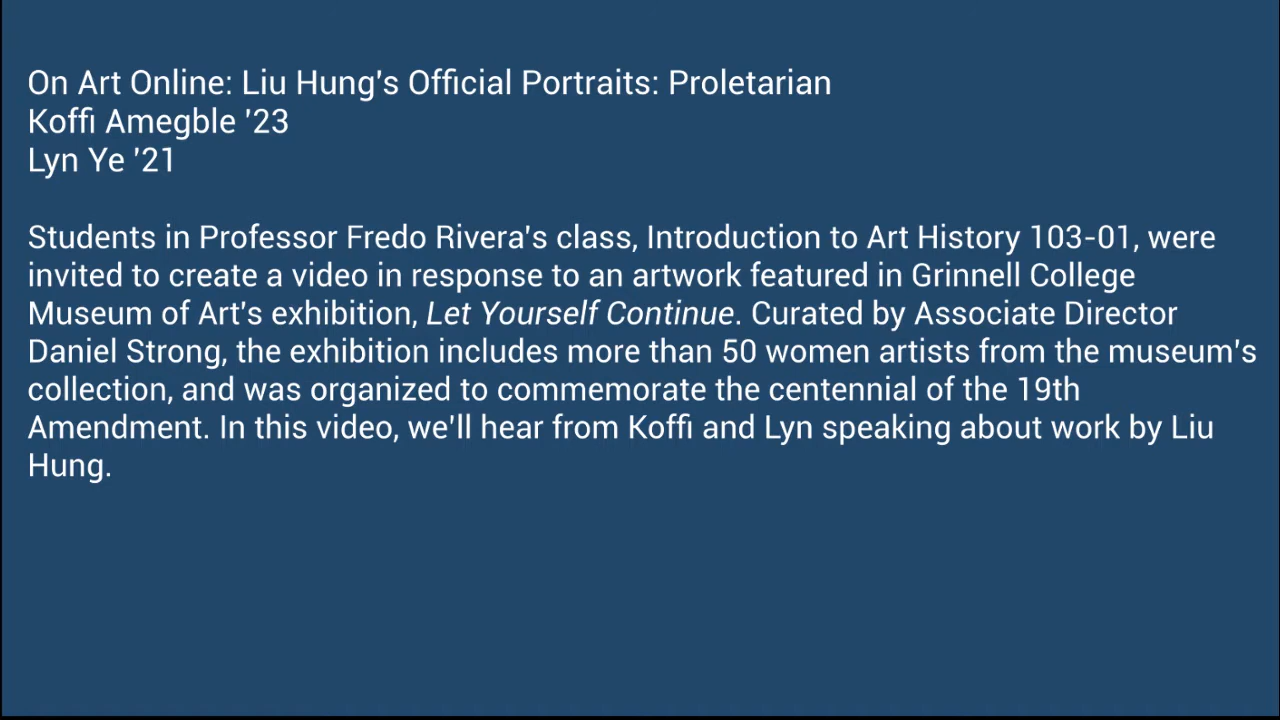 On Art Online: Liu Hung's Official Portraits: Proletarian
Koffi Amegble '23
Lyn Ye '21
Students in Professor Fredo Rivera's class, Introduction to Art History 103-01, were
invited to create a video in response to an artwork featured in Grinnell College
Museum of Art's exhibition, Let Yourself Continue. Curated by Associate Director
Daniel Strong, the exhibition includes more than 50 women artists from the museum's
collection, and was organized to commemorate the centennial of the 19th
Amendment. In this video, we'll hear from Koffi and Lyn speaking about work by Liu
Hung.